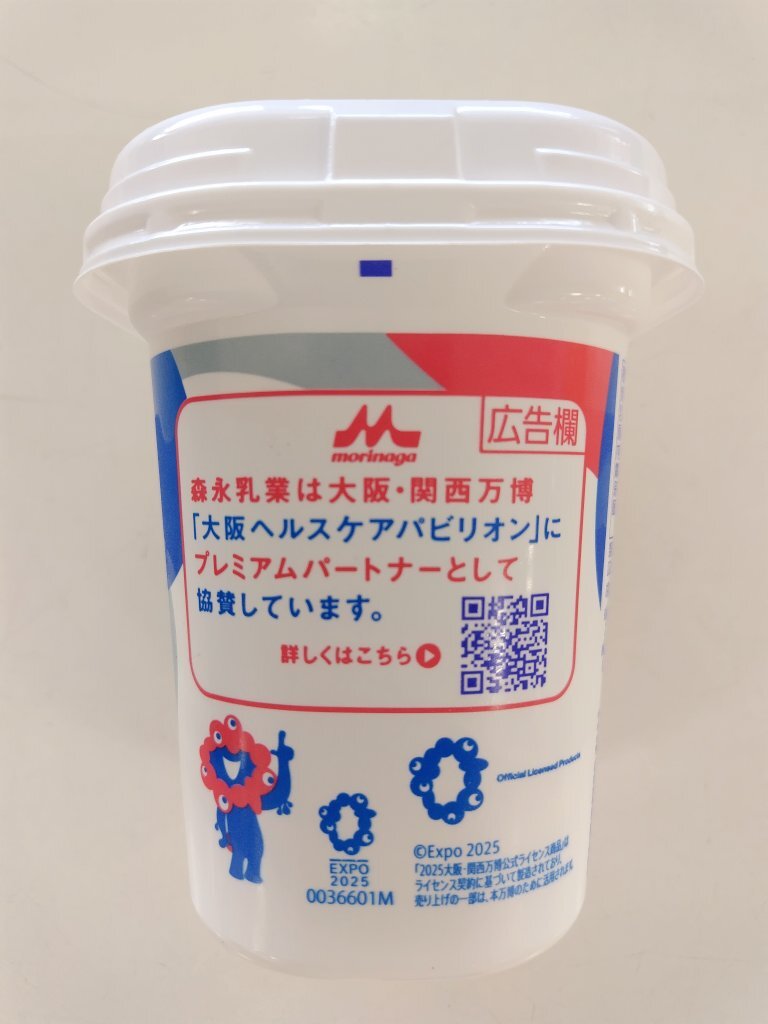 morinaga
広告欄
森永乳業は大阪・関西万博
「大阪ヘルスケアパビリオン」に
プレミアムパートナーとして
協賛しています。
詳しくはこちら
Official Licensed Products
EXPO
2025
0036601M
©Expo 2025
「2025大阪・関西万博公式ライセンス商品」は
ライセンス契約に基づいて製造されており、
売り上げの一部は、本万博のために活用されます。